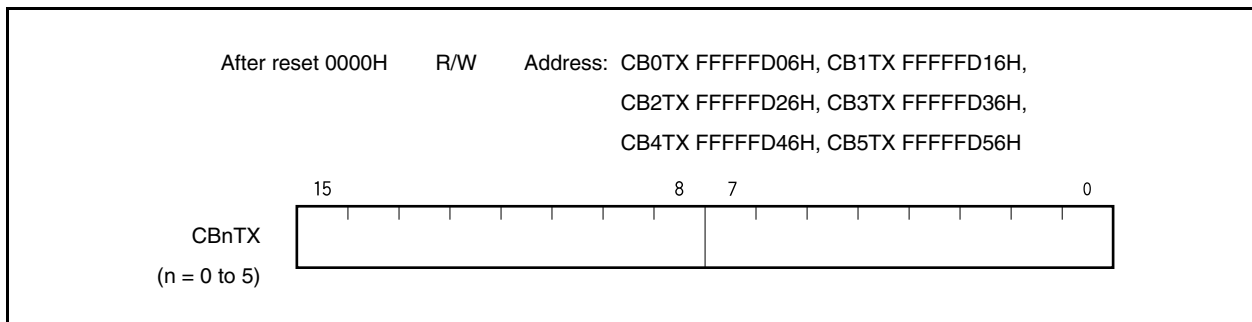 After reset 0000H R/W Address: CB0TX FFFFFD06H, CB1TX FFFFFD16H,
CB2TX FFFFFD26H, CB3TX FFFFFD36H,
CB4TX FFFFFD46H, CB5TX FFFFFD56H
15 8 7 0
CBnTX
(n = 0 to 5)